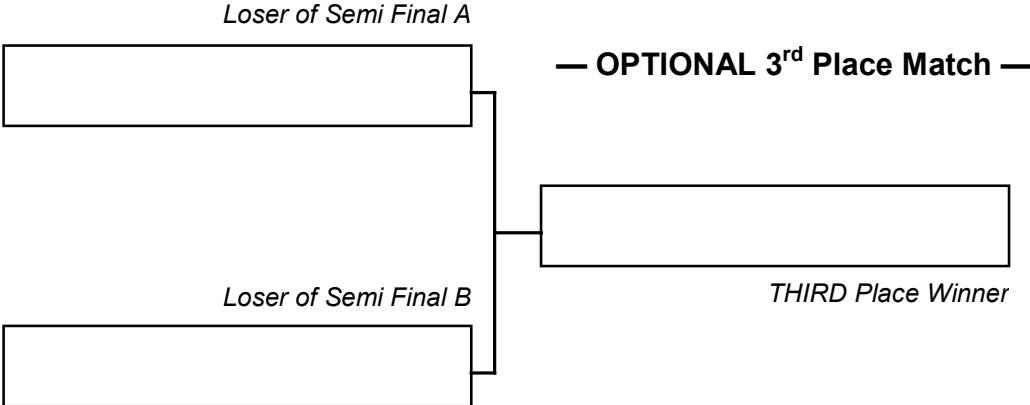 Loser of Semi Final A
— OPTIONAL 3rd Place Match —
Loser of Semi Final B
THIRD Place Winner